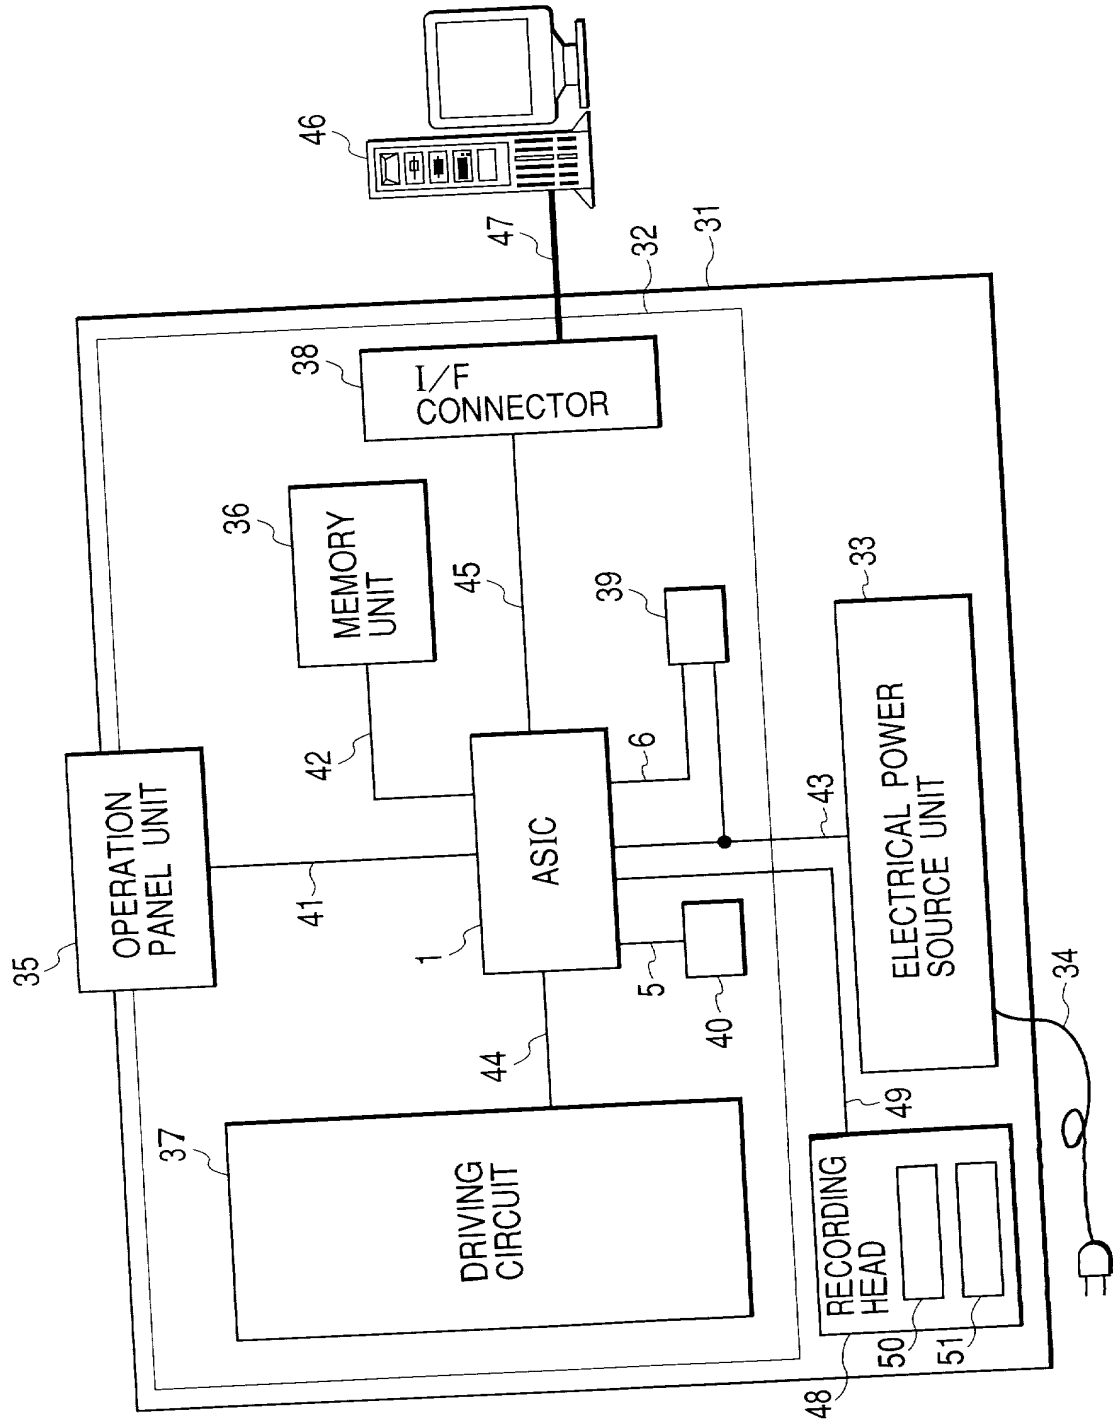 46
47
32
31
38
I/F
CONNECTOR
36
MEMORY
UNIT
45
39
33
42
6
43
ELECTRICAL POWER
SOURCE UNIT
35
OPERATION
PANEL UNIT
41
1
ASIC
5
40
34
44
49
37
DRIVING
CIRCUIT
RECORDING
HEAD
50
51
48